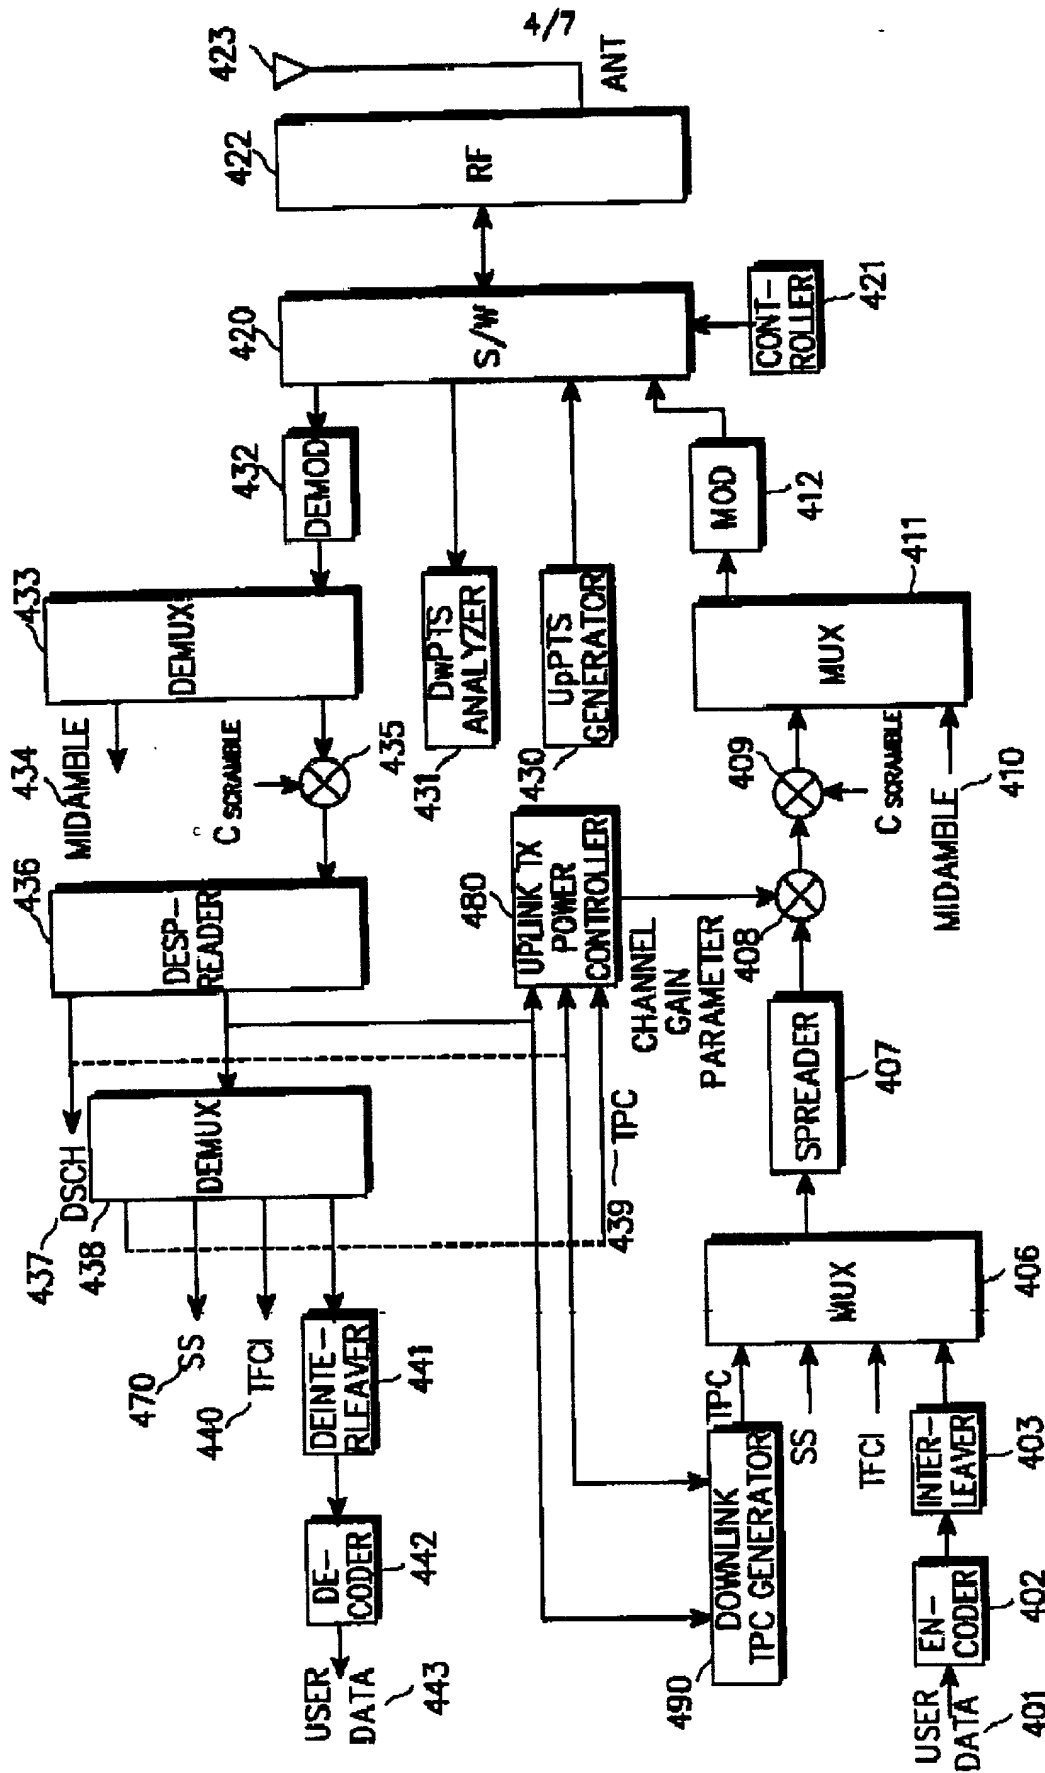 4/7
USER
DATA
443
DE-
CODER
442
DEINTE-
RLEAVER
441
470
SS
440
TFCI
437
DSCH
438
DEMUX
439
TPC
436
DESP-
READER
434
MIDAMBLE
C SCRAMBLE
435
433
DEMUX
432
DEMOD
420
S/W
422
RF
423
ANT
431
DwPTS
ANALYZER
430
UpPTS
GENERATOR
480
UPLINK TX
POWER
CONTROLLER
CHANNEL
GAIN
PARAMETER
421
CONT-
ROLLER
490
DOWNLINK
TPC GENERATOR
TPC
SS
TFCI
USER
DATA
401
EN-
CODER
402
INTER-
LEAVER
403
MUX
406
SPREADER
407
408
409
C SCRAMBLE
MIDAMBLE
410
MUX
411
MOD
412